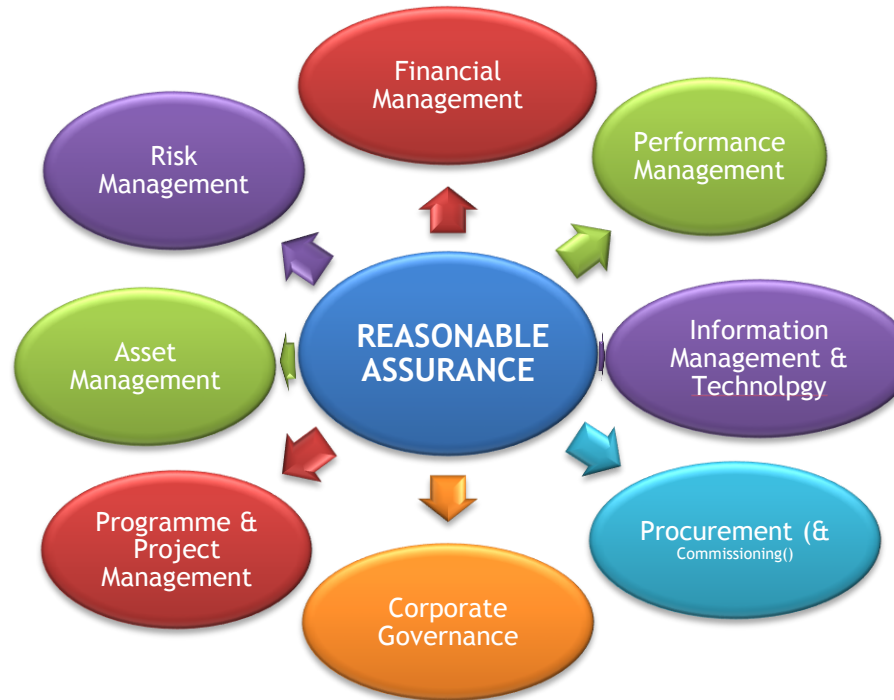 Financial
Management
Performance
Management
Risk
Management
REASONABLE
ASSURANCE
Information
Management &
Technolpgy
Asset
Management
Programme &
Project
Management
Procurement (&
Commissioning()
Corporate
Governance